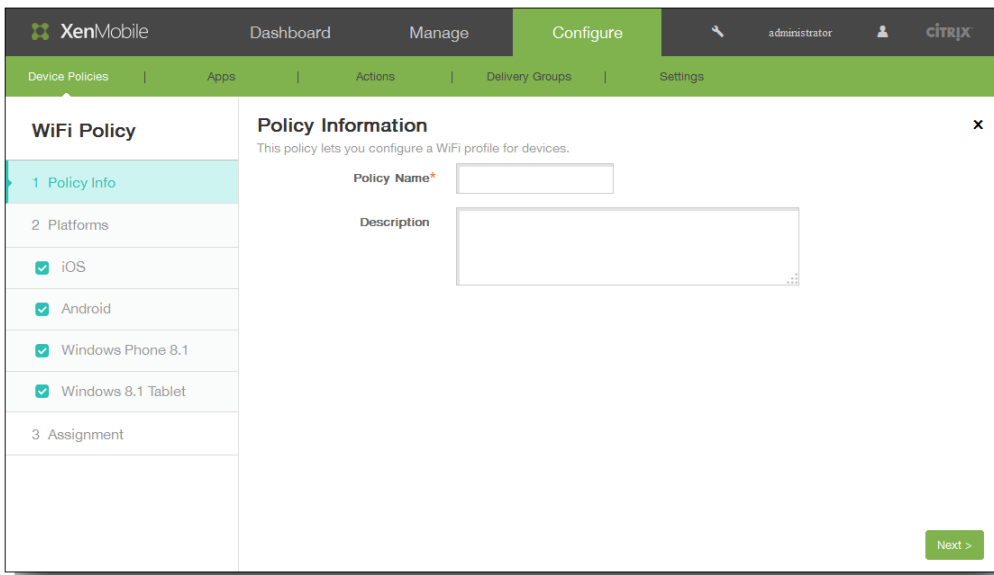 XenMobile Dashboard Manage Configure administrator CİTRIX
Device Policies | Apps | Actions | Delivery Groups | Settings
WiFi Policy
1 Policy Info
2 Platforms
iOS
Android
Windows Phone 8.1
Windows 8.1 Tablet
3 Assignment
Policy Information
This policy lets you configure a WiFi profile for devices.
Policy Name*
Description
Next >